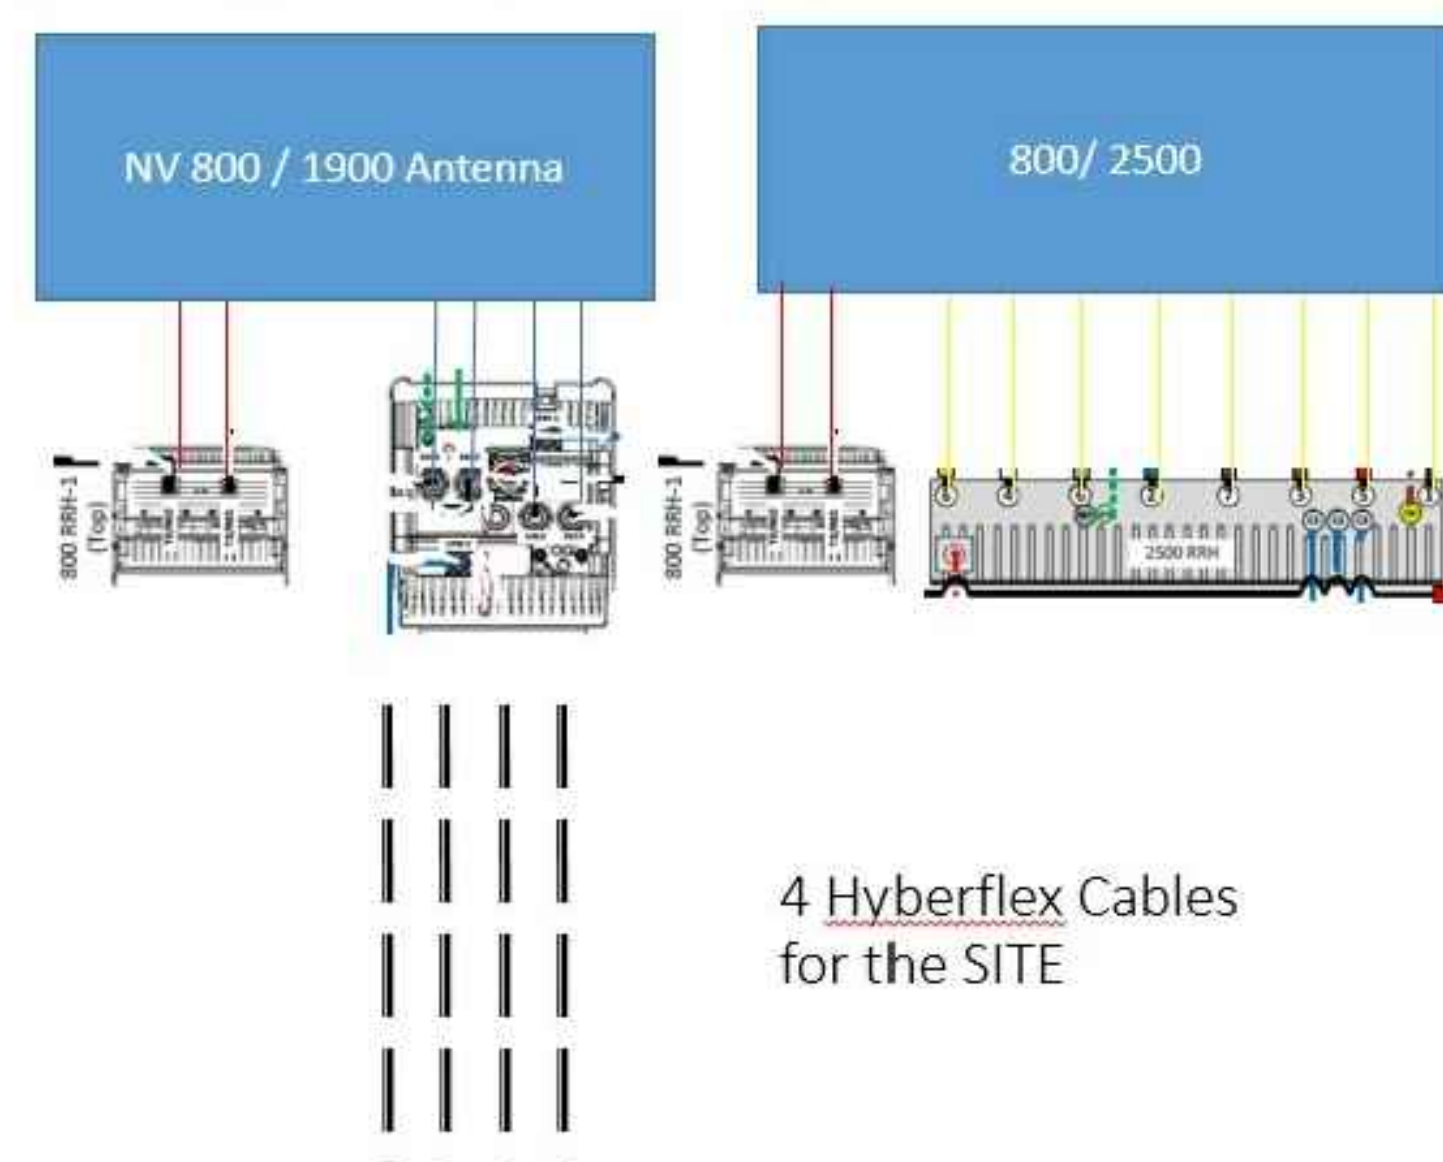 NV 800 / 1900 Antenna
800/ 2500
800 RRH-1
(Top)
800 RRH-1
(Top)
2500 RRH
4 Hyberflex Cables
for the SITE